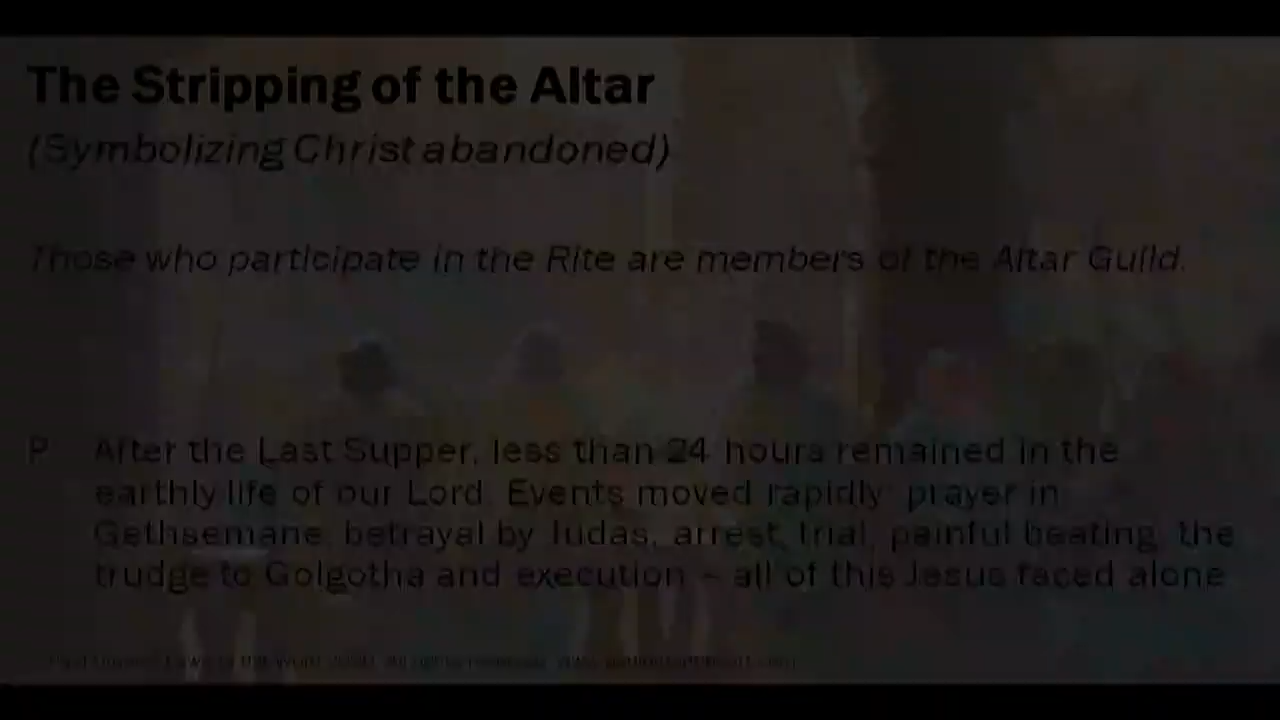 The Stripping of the Altar
(Symbolizing Christ abandoned)
Those who participate in the Rite are members of the Altar Guild.
P After the Last Supper, less than 24 hours remained in the
earthly life of our Lord. Events moved rapidly: prayer in
Gethsemane, betrayal by Judas, arrest, trial, painful beating, the
trudge to Golgotha and execution – all of this Jesus faced alone